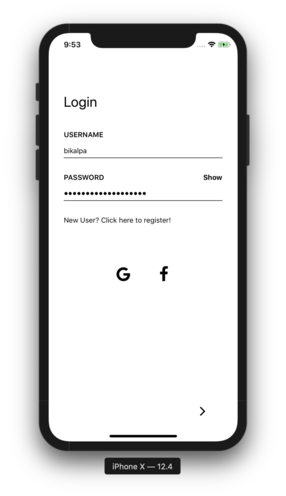 9:53
Login
USERNAME
bikalpa
PASSWORD Show
•••••••••••••••••••
New User? Click here to register!
G f
iPhone X — 12.4